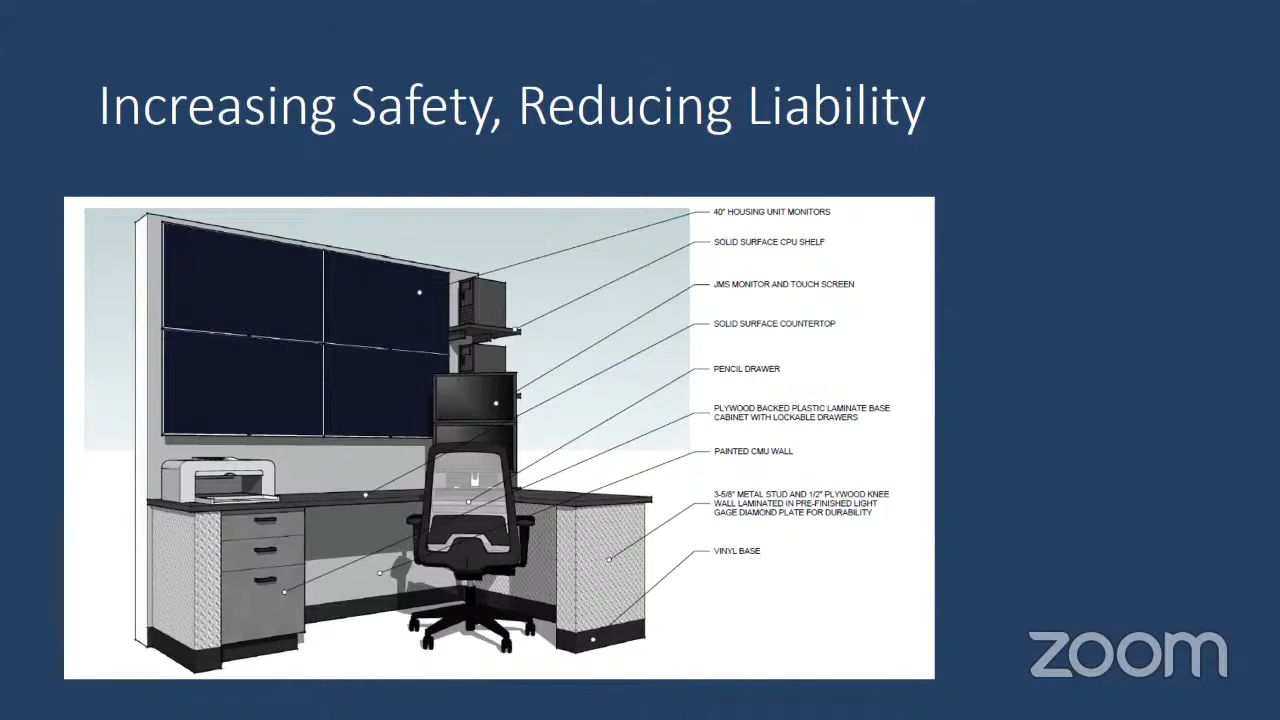 Increasing Safety, Reducing Liability
40" HOUSING UNIT MONITORS
SOLID SURFACE CPU SHELF
JMS MONITOR AND TOUCH SCREEN
SOLID SURFACE COUNTERTOP
PENCIL DRAWER
PLYWOOD BACKED PLASTIC LAMINATE BASE
CABINET WITH LOCKABLE DRAWERS
PAINTED CMU WALL
3-5/8" METAL STUD AND 1/2" PLYWOOD KNEE
WALL LAMINATED IN PRE-FINISHED LIGHT
GAGE DIAMOND PLATE FOR DURABILITY
VINYL BASE
zoom